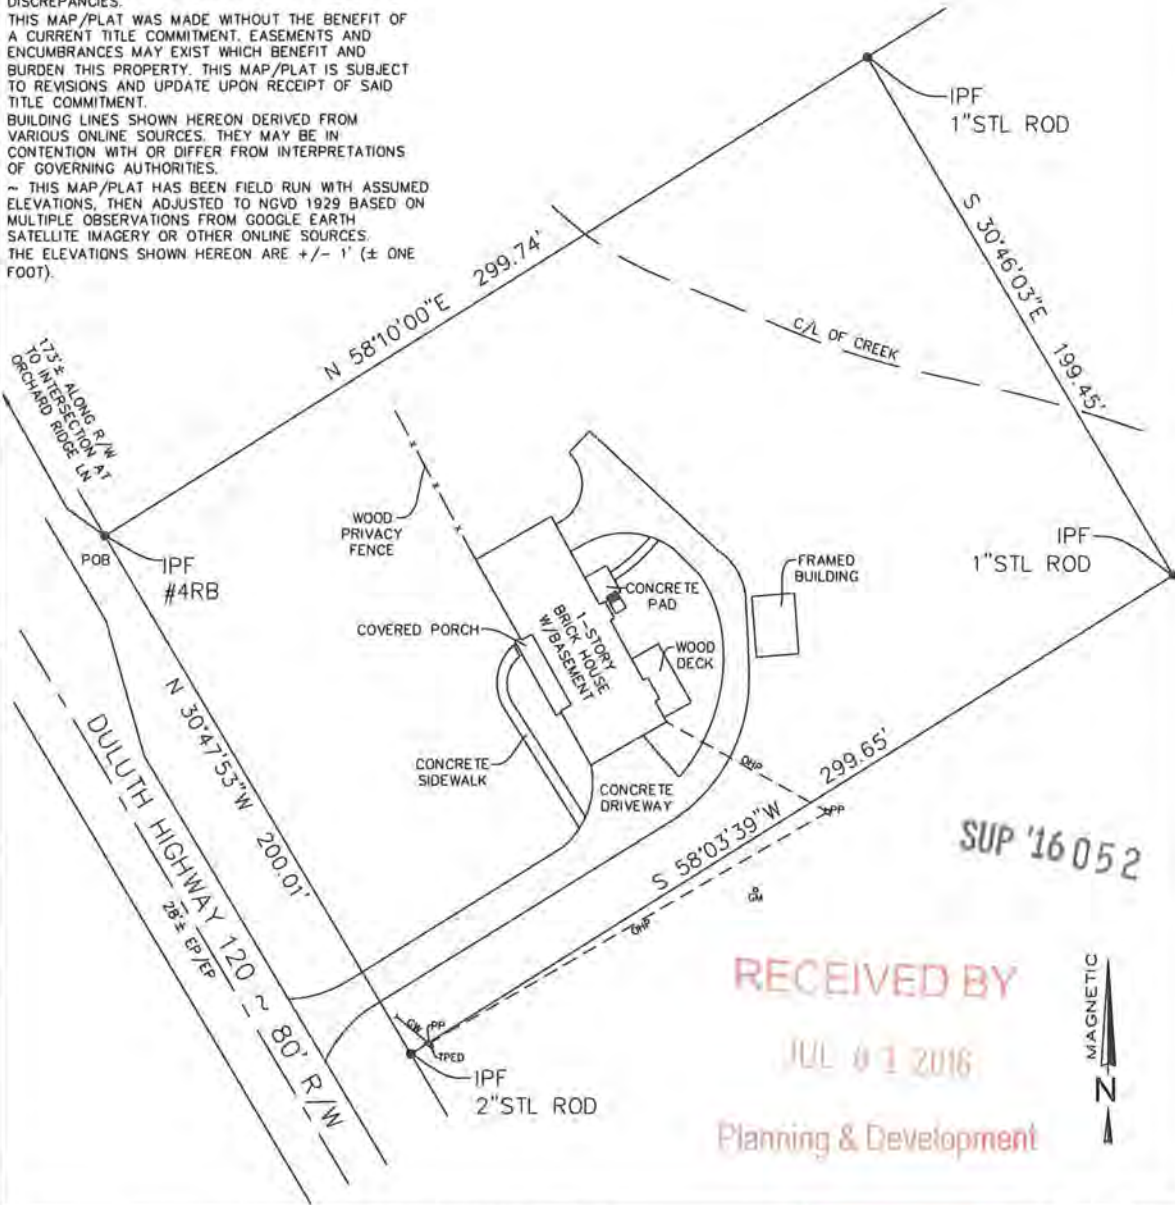 DISCREPANCIES.
THIS MAP/PLAT WAS MADE WITHOUT THE BENEFIT OF
A CURRENT TITLE COMMITMENT. EASEMENTS AND
ENCUMBRANCES MAY EXIST WHICH BENEFIT AND
BURDEN THIS PROPERTY. THIS MAP/PLAT IS SUBJECT
TO REVISIONS AND UPDATE UPON RECEIPT OF SAID
TITLE COMMITMENT.
BUILDING LINES SHOWN HEREON DERIVED FROM
VARIOUS ONLINE SOURCES. THEY MAY BE IN
CONTENTION WITH OR DIFFER FROM INTERPRETATIONS
OF GOVERNING AUTHORITIES.
~ THIS MAP/PLAT HAS BEEN FIELD RUN WITH ASSUMED
ELEVATIONS, THEN ADJUSTED TO NGVD 1929 BASED ON
MULTIPLE OBSERVATIONS FROM GOOGLE EARTH
SATELLITE IMAGERY OR OTHER ONLINE SOURCES.
THE ELEVATIONS SHOWN HEREON ARE +/- 1' (± ONE
FOOT).
IPF
1"STL ROD
N 58°10'00"E 299.74'
S 30°46'03"E 199.45'
C/L OF CREEK
173'± ALONG R/W
TO INTERSECTION AT
ORCHARD RIDGE LN
POB
IPF
#4RB
WOOD
PRIVACY
FENCE
IPF
1"STL ROD
FRAMED
BUILDING
CONCRETE
PAD
COVERED PORCH
1-STORY
BRICK HOUSE
W/BASEMENT
WOOD
DECK
N 30°47'53"W 200.01'
CONCRETE
SIDEWALK
CONCRETE
DRIVEWAY
OHP
PP
S 58°03'39"W 299.65'
GM
OHP
DULUTH HIGHWAY 120 ~ 80' R/W
28'± EP/EP
GW
PP
TPED
IPF
2"STL ROD
SUP '16 052
RECEIVED BY
JUL 01 2016
Planning & Development
MAGNETIC
N